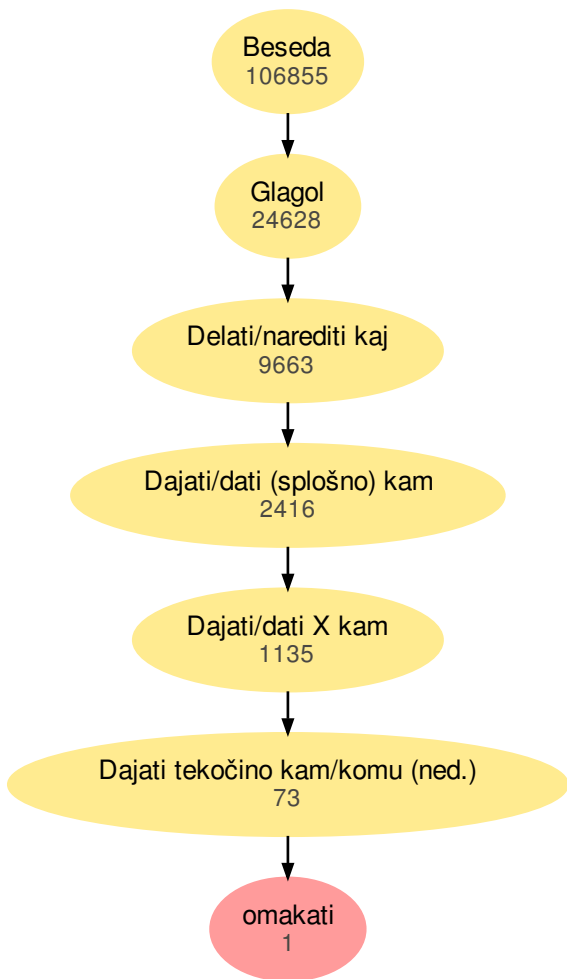 Beseda
106855
Glagol
24628
Delati/narediti kaj
9663
Dajati/dati (splošno) kam
2416
Dajati/dati X kam
1135
Dajati tekočino kam/komu (ned.)
73
omakati
1